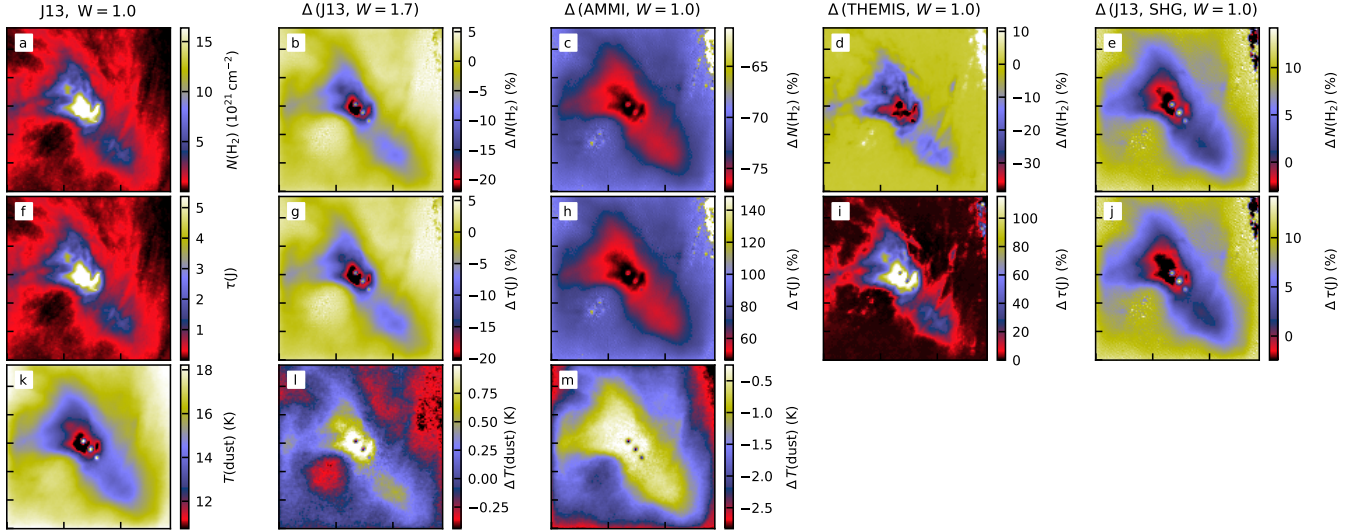 J13, W=1.0
Δ (J13, W = 1.7)
Δ (AMMI, W = 1.0)
Δ (THEMIS, W = 1.0)
Δ (J13, SHG, W = 1.0)
a
15
10
5
N(H₂) (10²¹ cm⁻²)
b
5
0
−5
−10
−15
−20
Δ N(H₂) (%)
c
−65
−70
−75
Δ N(H₂) (%)
d
10
0
−10
−20
−30
Δ N(H₂) (%)
e
10
5
0
Δ N(H₂) (%)
f
5
4
3
2
1
τ(J)
g
5
0
−5
−10
−15
−20
Δ τ(J) (%)
h
140
120
100
80
60
Δ τ(J) (%)
i
100
80
60
40
20
0
Δ τ(J) (%)
j
10
5
0
Δ τ(J) (%)
k
18
16
14
12
T(dust) (K)
l
0.75
0.50
0.25
0.00
−0.25
Δ T(dust) (K)
m
−0.5
−1.0
−1.5
−2.0
−2.5
Δ T(dust) (K)